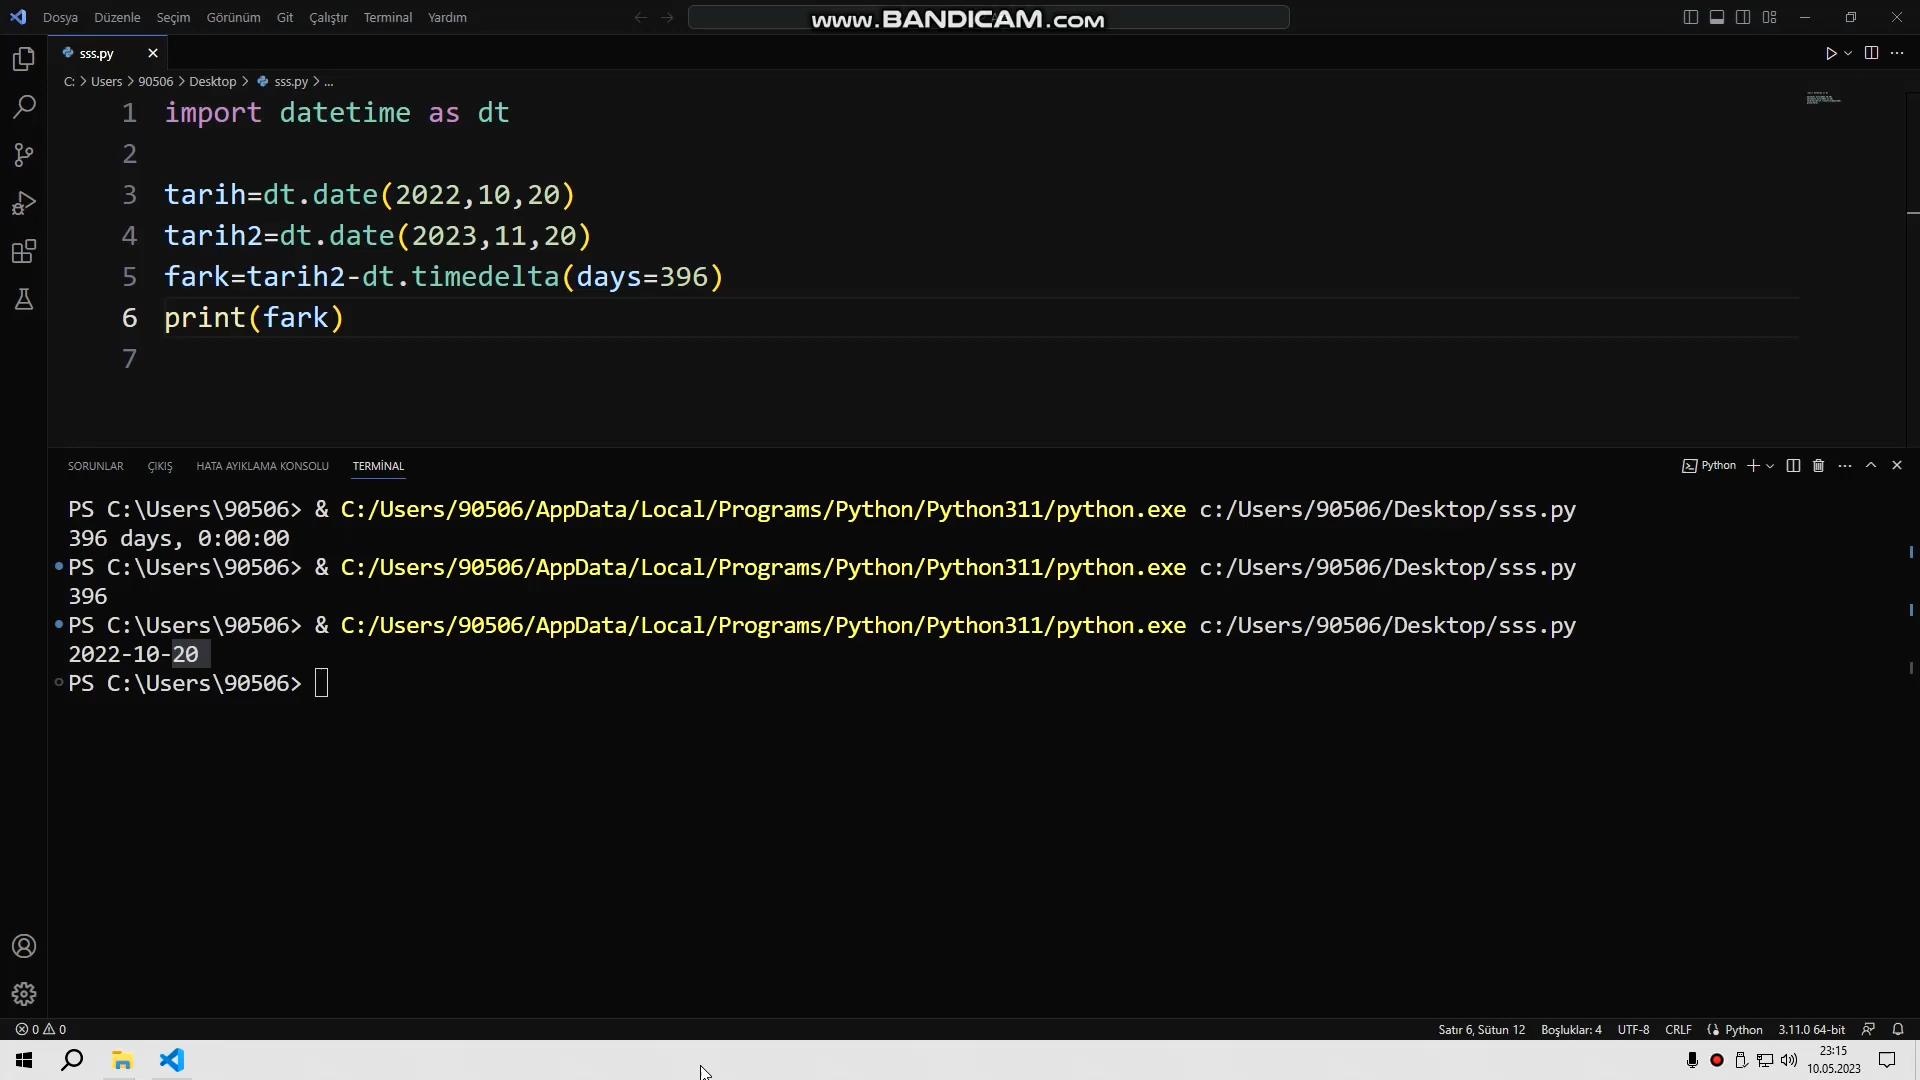 Dosya Düzenle Seçim Görünüm Git Çalıştır Terminal Yardım
www.BANDICAM.com
sss.py
C: > Users > 90506 > Desktop > sss.py > ...
1 import datetime as dt
2
3 tarih=dt.date(2022,10,20)
4 tarih2=dt.date(2023,11,20)
5 fark=tarih2-dt.timedelta(days=396)
6 print(fark)
7
SORUNLAR ÇIKIŞ HATA AYIKLAMA KONSOLU TERMİNAL
Python
PS C:\Users\90506> & C:/Users/90506/AppData/Local/Programs/Python/Python311/python.exe c:/Users/90506/Desktop/sss.py
396 days, 0:00:00
PS C:\Users\90506> & C:/Users/90506/AppData/Local/Programs/Python/Python311/python.exe c:/Users/90506/Desktop/sss.py
396
PS C:\Users\90506> & C:/Users/90506/AppData/Local/Programs/Python/Python311/python.exe c:/Users/90506/Desktop/sss.py
2022-10-20
PS C:\Users\90506>
0 0
Satır 6, Sütun 12 Boşluklar: 4 UTF-8 CRLF Python 3.11.0 64-bit
23:15
10.05.2023